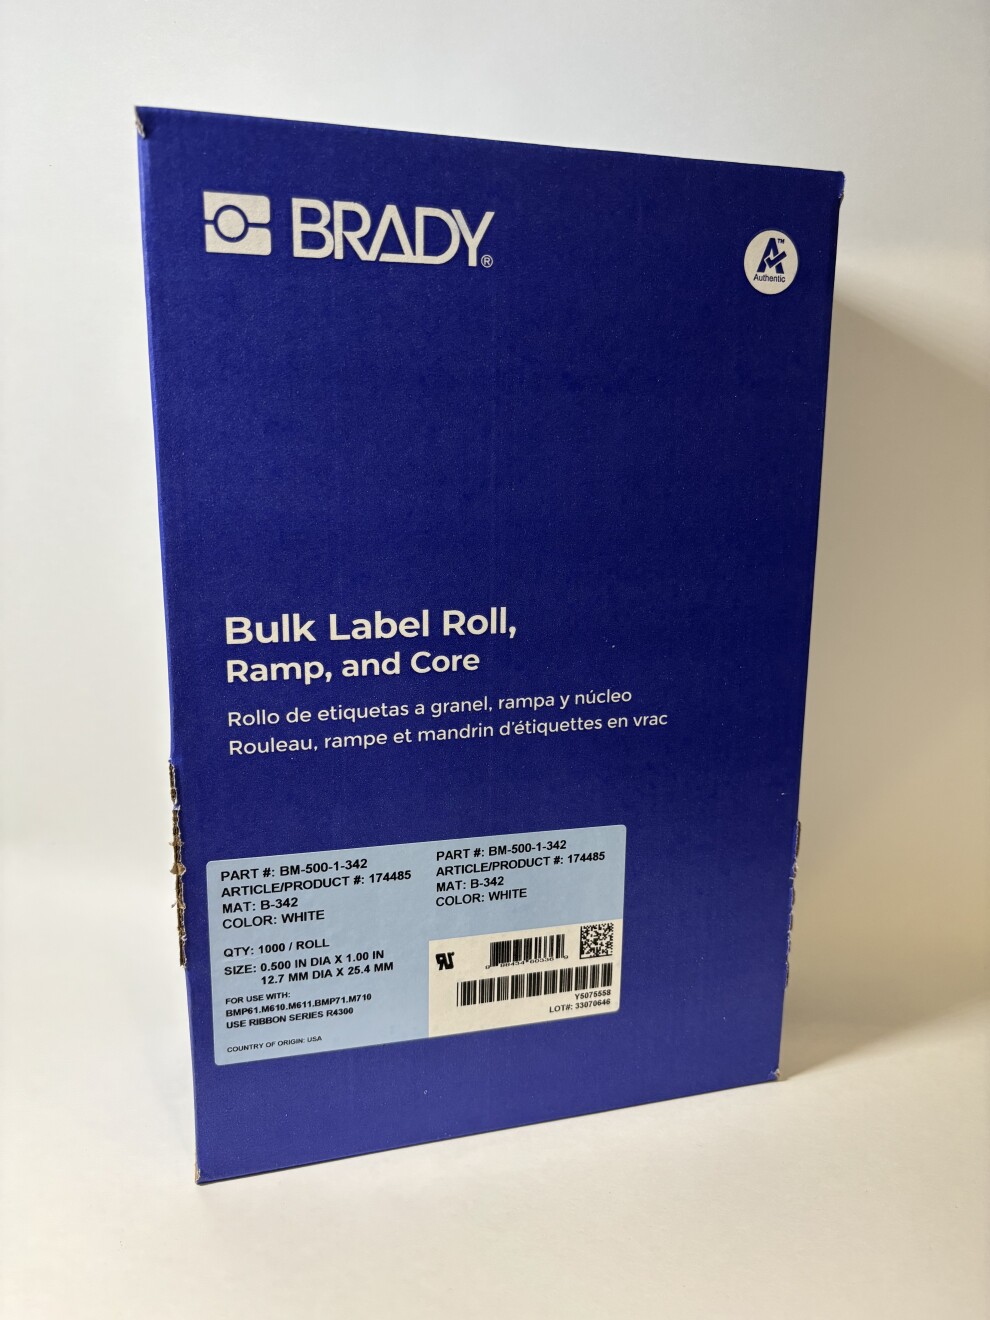 BRADY®
A™
Authentic
Bulk Label Roll,
Ramp, and Core
Rollo de etiquetas a granel, rampa y núcleo
Rouleau, rampe et mandrin d'étiquettes en vrac
PART #: BM-500-1-342
ARTICLE/PRODUCT #: 174485
MAT: B-342
COLOR: WHITE
QTY: 1000 / ROLL
SIZE: 0.500 IN DIA X 1.00 IN
12.7 MM DIA X 25.4 MM
FOR USE WITH:
BMP61.M610.M611.BMP71.M710
USE RIBBON SERIES R4300
COUNTRY OF ORIGIN: USA
PART #: BM-500-1-342
ARTICLE/PRODUCT #: 174485
MAT: B-342
COLOR: WHITE
Y5075558
LOT#: 33070646